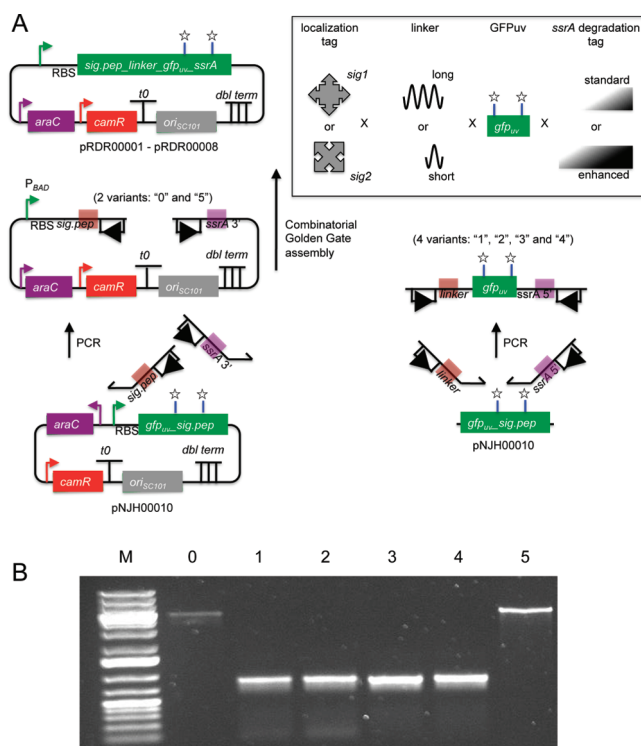 A
sig.pep_linker_gfpuv_ssrA
RBS
araC
camR
t0
oriSC101
dbl term
pRDR00001 - pRDR00008
localization tag
linker
GFPuv
ssrA degradation tag
sig1
long
standard
or
X
or
X
gfpuv
X
or
sig2
short
enhanced
PBAD
(2 variants: “0” and “5”)
RBS
sig.pep
ssrA 3’
araC
camR
t0
oriSC101
dbl term
Combinatorial
Golden Gate
assembly
(4 variants: “1”, “2”, “3” and “4”)
gfpuv
linker
ssrA 5’
PCR
sig.pep
ssrA 3’
PCR
linker
ssrA 5’
araC
RBS
gfpuv_sig.pep
t0
dbl term
camR
oriSC101
pNJH00010
gfpuv_sig.pep
pNJH00010
B
M 0 1 2 3 4 5